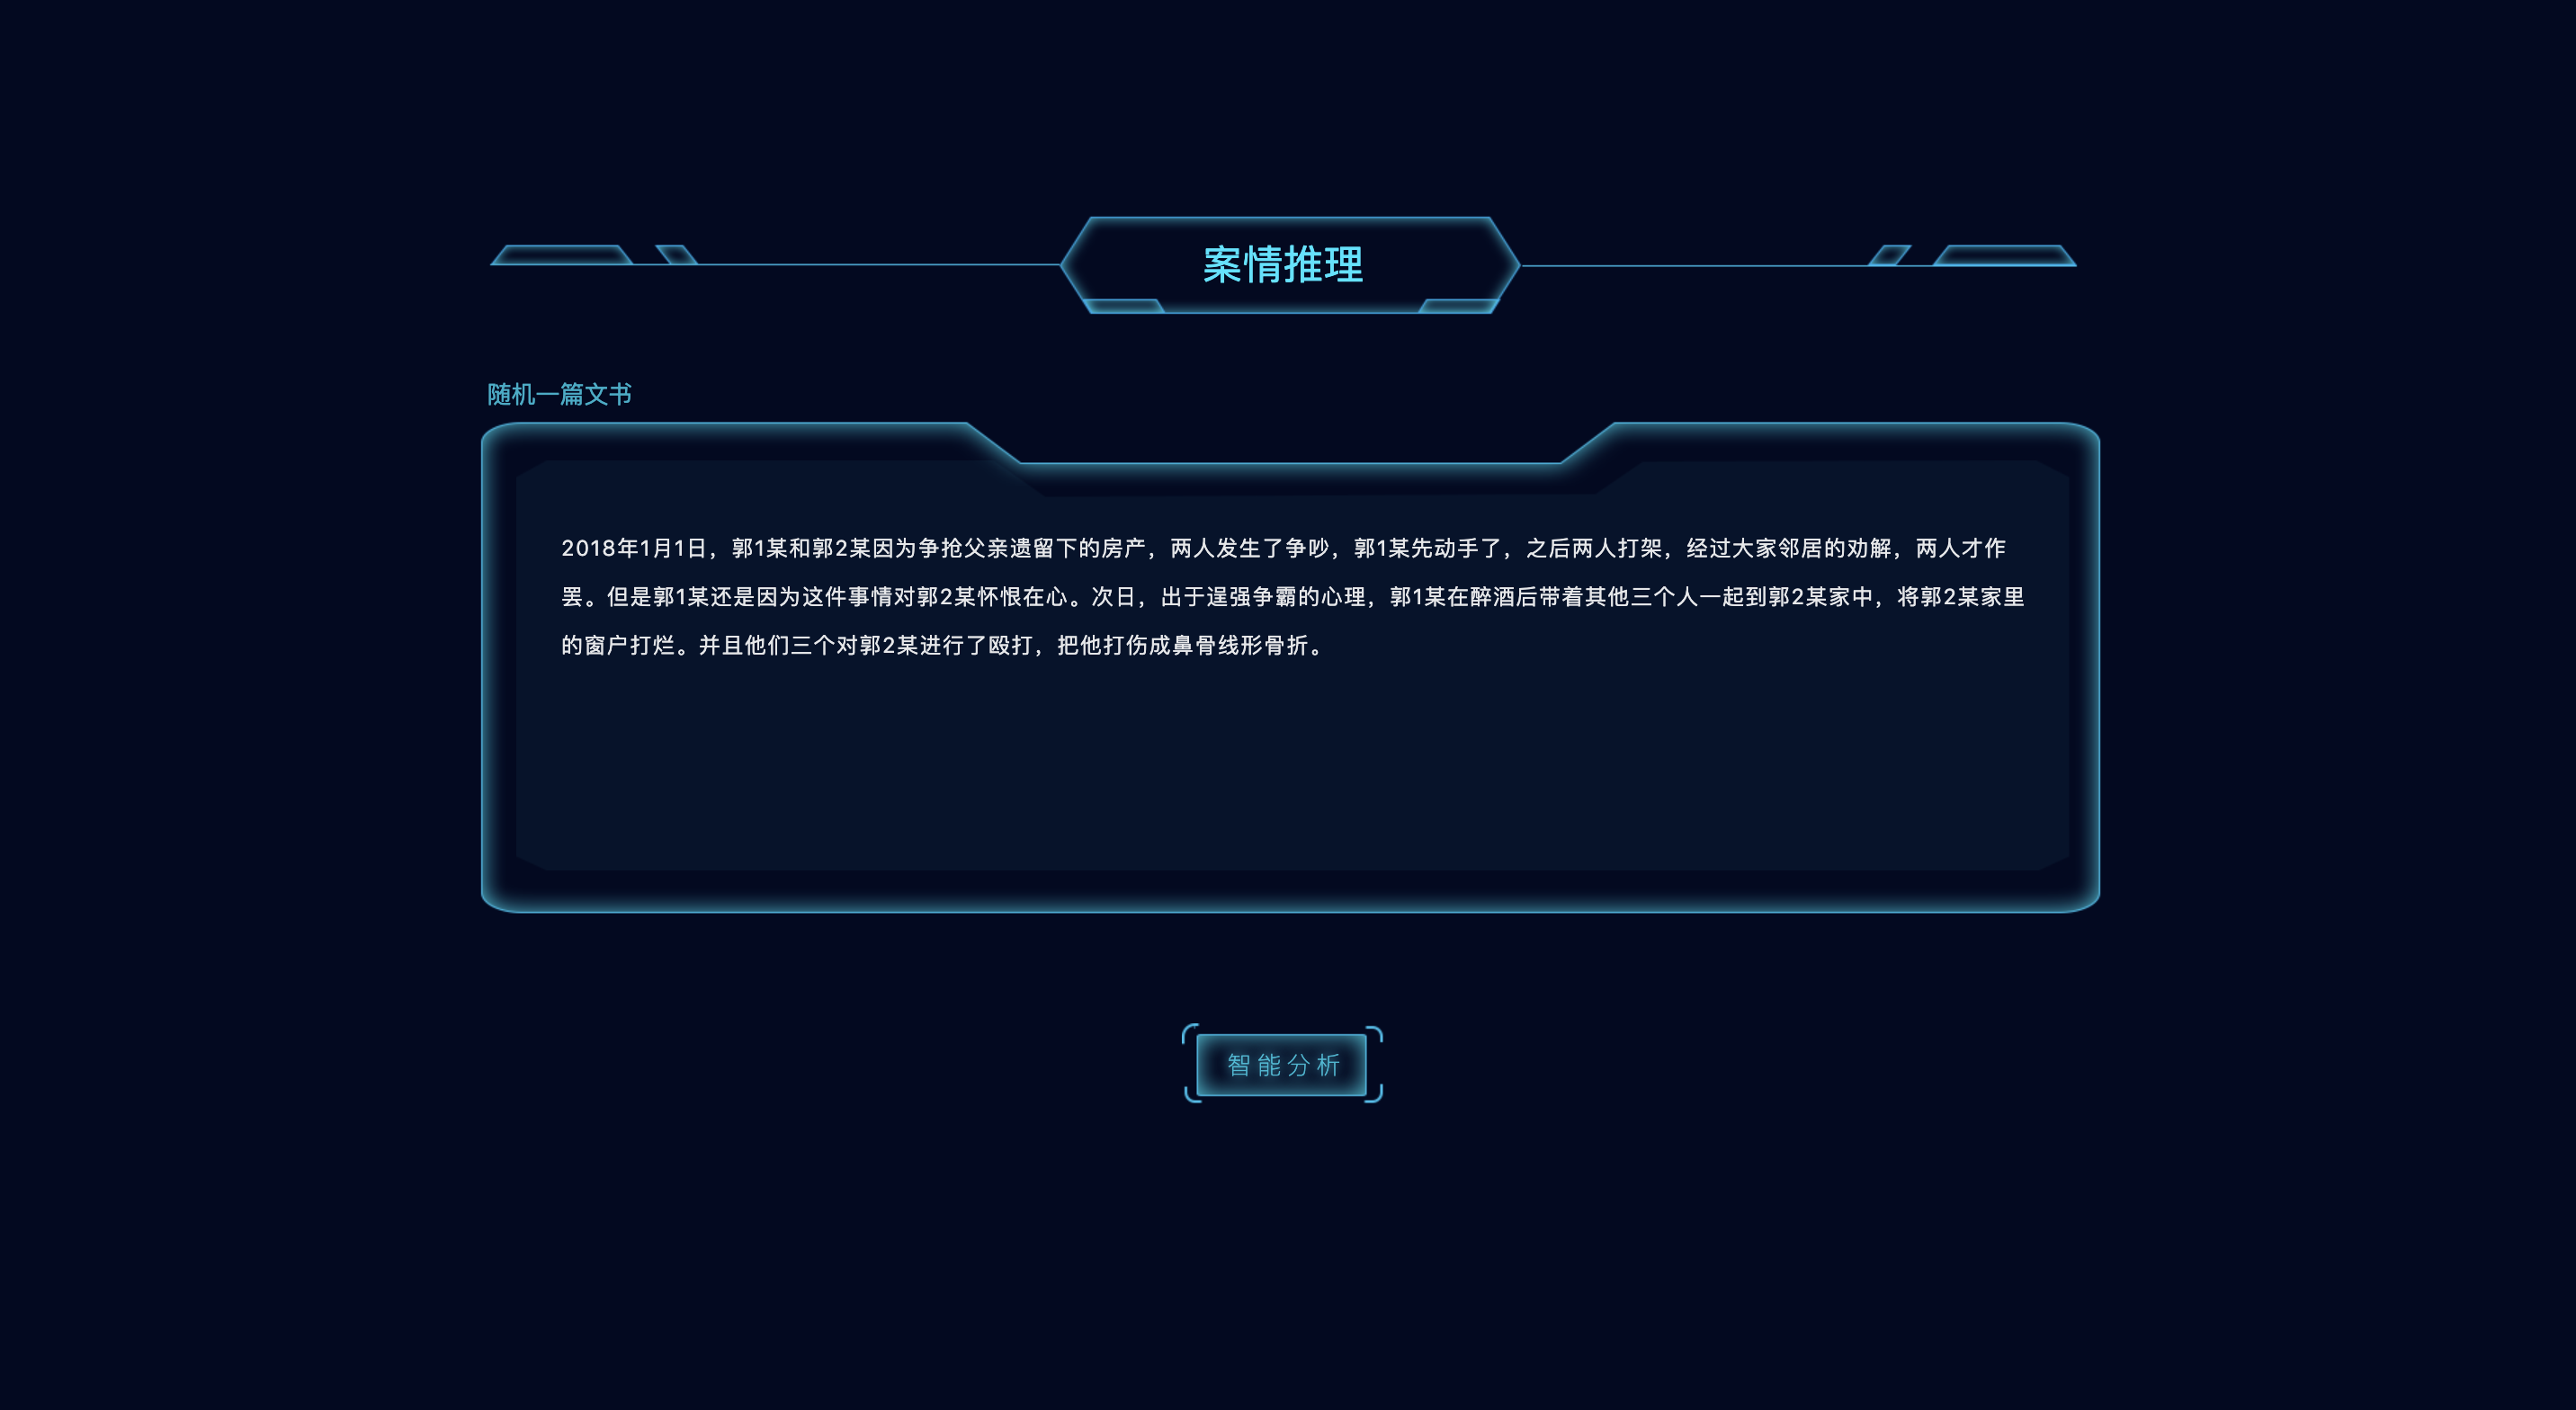 案情推理
随机一篇文书
2018年1月1日，郭1某和郭2某因为争抢父亲遗留下的房产，两人发生了争吵，郭1某先动手了，之后两人打架，经过大家邻居的劝解，两人才作
罢。但是郭1某还是因为这件事情对郭2某怀恨在心。次日，出于逞强争霸的心理，郭1某在醉酒后带着其他三个人一起到郭2某家中，将郭2某家里
的窗户打烂。并且他们三个对郭2某进行了殴打，把他打伤成鼻骨线形骨折。
智能分析